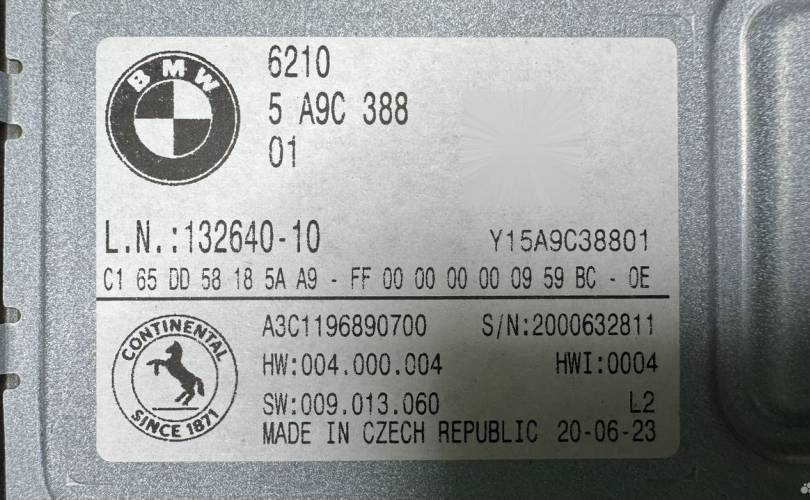 BMW
6210
5 A9C 388
01
L.N.:132640-10 Y15A9C38801
C1 65 DD 58 18 5A A9 - FF 00 00 00 00 09 59 BC - 0E
CONTINENTAL
SINCE 1871
A3C1196890700 S/N:2000632811
HW:004.000.004 HWI:0004
SW:009.013.060 L2
MADE IN CZECH REPUBLIC 20-06-23